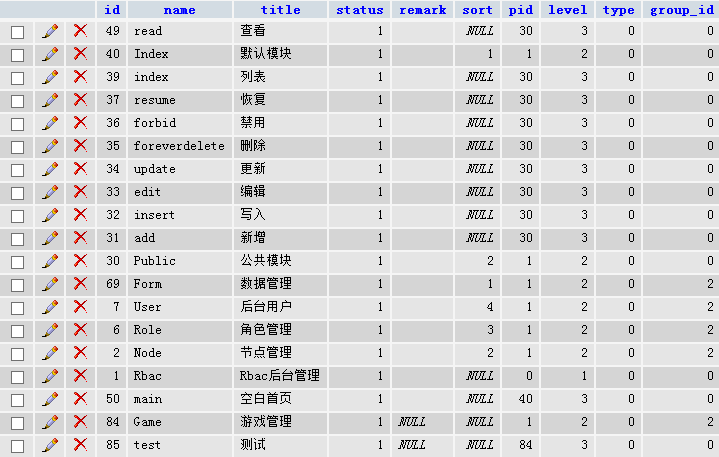 id name title status remark sort pid level type group_id
49 read 查看 1 NULL 30 3 0 0
40 Index 默认模块 1 1 1 2 0 0
39 index 列表 1 NULL 30 3 0 0
37 resume 恢复 1 NULL 30 3 0 0
36 forbid 禁用 1 NULL 30 3 0 0
35 foreverdelete 删除 1 NULL 30 3 0 0
34 update 更新 1 NULL 30 3 0 0
33 edit 编辑 1 NULL 30 3 0 0
32 insert 写入 1 NULL 30 3 0 0
31 add 新增 1 NULL 30 3 0 0
30 Public 公共模块 1 2 1 2 0 0
69 Form 数据管理 1 1 1 2 0 2
7 User 后台用户 1 4 1 2 0 2
6 Role 角色管理 1 3 1 2 0 2
2 Node 节点管理 1 2 1 2 0 2
1 Rbac Rbac后台管理 1 NULL 0 1 0 0
50 main 空白首页 1 NULL 40 3 0 0
84 Game 游戏管理 1 NULL NULL 1 2 0 2
85 test 测试 1 NULL NULL 84 3 0 0